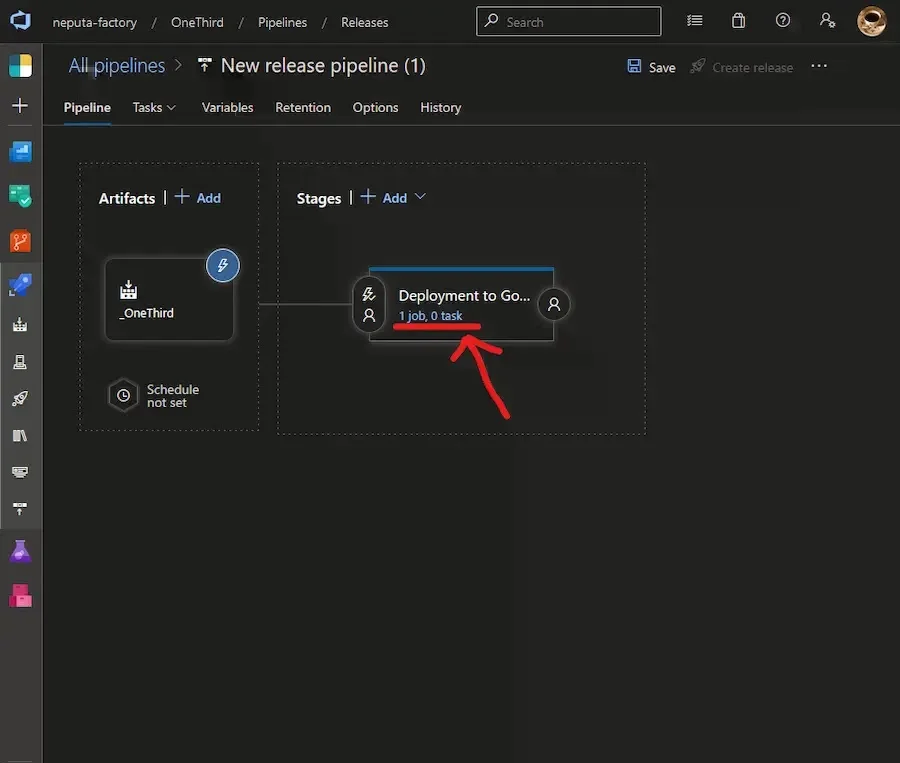 neputa-factory / OneThird / Pipelines / Releases
Search
All pipelines > New release pipeline (1)
Save
Create release
Pipeline Tasks Variables Retention Options History
Artifacts | + Add
Stages | + Add
_OneThird
Deployment to Go...
1 job, 0 task
Schedule
not set